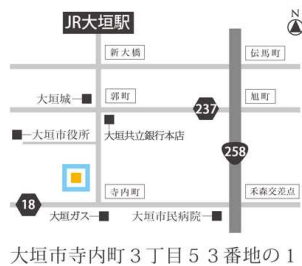 N
JR大垣駅
新大橋
伝馬町
大垣城
郭町
237
旭町
大垣市役所
大垣共立銀行本店
258
18
寺内町
禾森交差点
大垣ガス
大垣市民病院
大垣市寺内町3丁目53番地の1